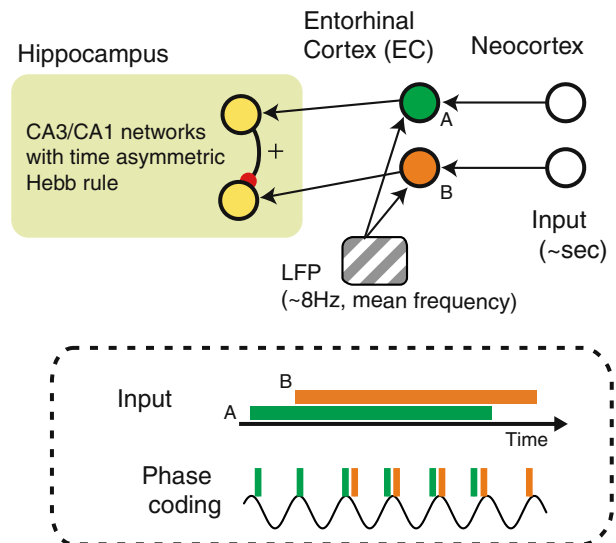 Hippocampus
Entorhinal
Cortex (EC)
Neocortex
CA3/CA1 networks
with time asymmetric
Hebb rule
+
A
B
LFP
(~8Hz, mean frequency)
Input
(~sec)
Input
B
A
Time
Phase
coding